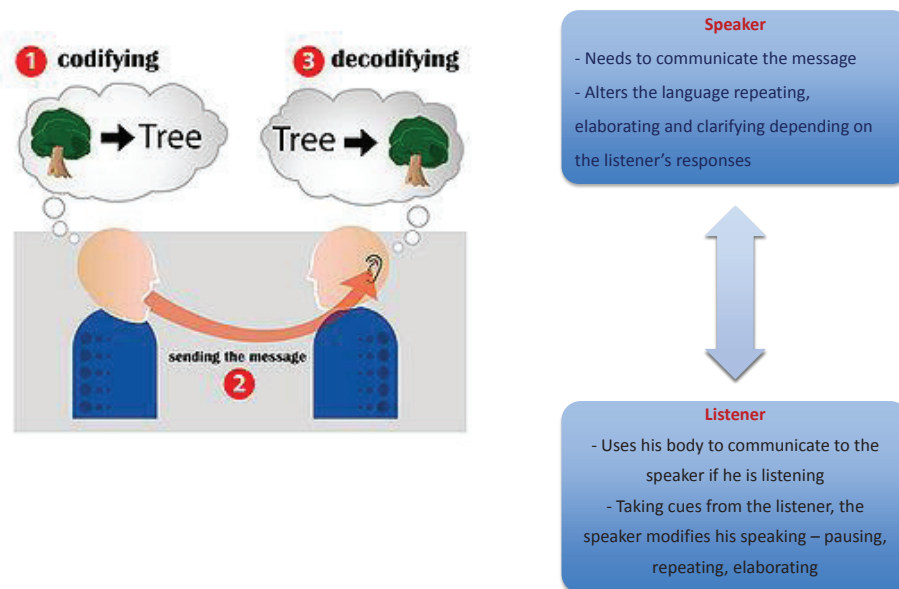 1 codifying
Tree
3 decodifying
Tree
sending the message
2
Speaker
- Needs to communicate the message
- Alters the language repeating,
elaborating and clarifying depending on
the listener's responses
Listener
- Uses his body to communicate to the
speaker if he is listening
- Taking cues from the listener, the
speaker modifies his speaking – pausing,
repeating, elaborating